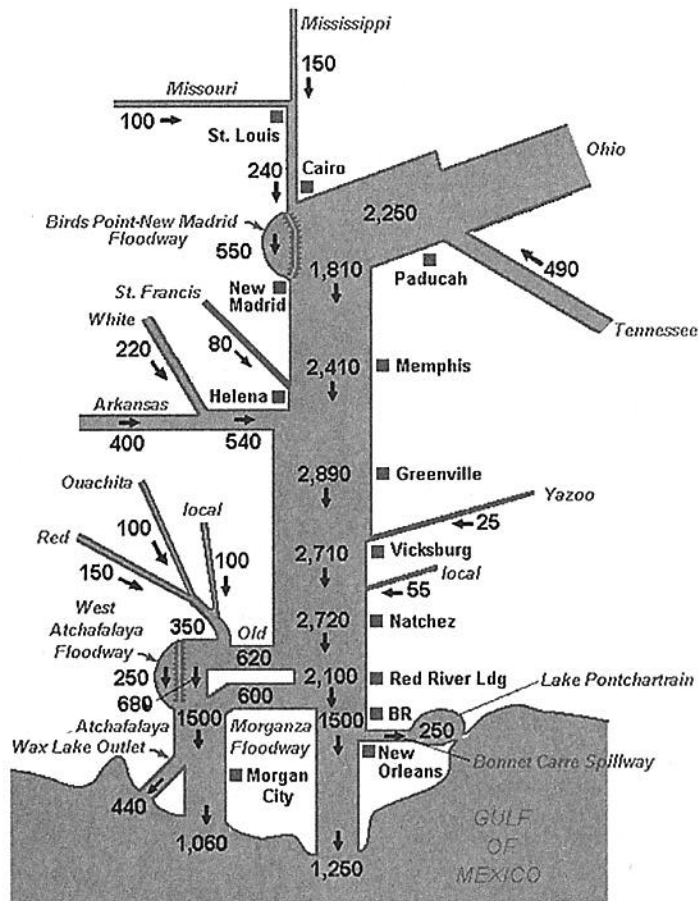 Mississippi
150
Missouri
100
St. Louis
Ohio
240
Cairo
2,250
Birds Point-New Madrid
Floodway
550
1,810
490
Paducah
New
Madrid
St. Francis
Tennessee
White
80
220
2,410
Memphis
Helena
Arkansas
400
540
2,890
Greenville
Ouachita
Yazoo
local
25
100
Red
100
2,710
Vicksburg
150
local
55
West
Atchafalaya
Floodway
350
Old
2,720
Natchez
620
250
2,100
Red River Ldg
Lake Pontchartrain
680
600
BR
Atchafalaya
1500
Morganza
Floodway
1500
250
Wax Lake Outlet
New
Orleans
Bonnet Carre Spillway
Morgan
City
440
GULF
OF
MEXICO
1,060
1,250